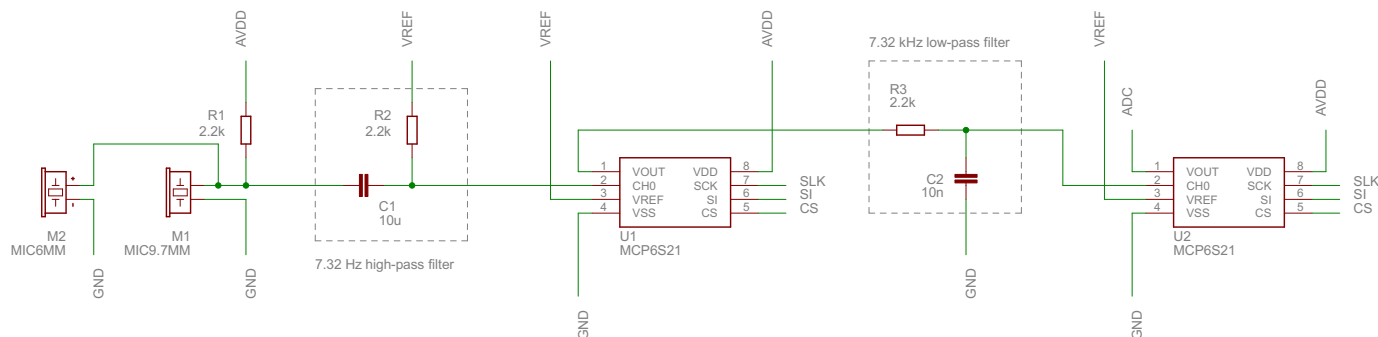 AVDD
VREF
VREF
AVDD
7.32 kHz low-pass filter
VREF
R1
2.2k
R2
2.2k
R3
2.2k
ADC
AVDD
M2
MIC6MM
GND
M1
MIC9.7MM
GND
C1
10u
7.32 Hz high-pass filter
1 VOUT VDD 8
2 CH0 SCK 7 SLK
3 VREF SI 6 SI
4 VSS CS 5 CS
U1
MCP6S21
GND
C2
10n
GND
1 VOUT VDD 8
2 CH0 SCK 7 SLK
3 VREF SI 6 SI
4 VSS CS 5 CS
U2
MCP6S21
GND